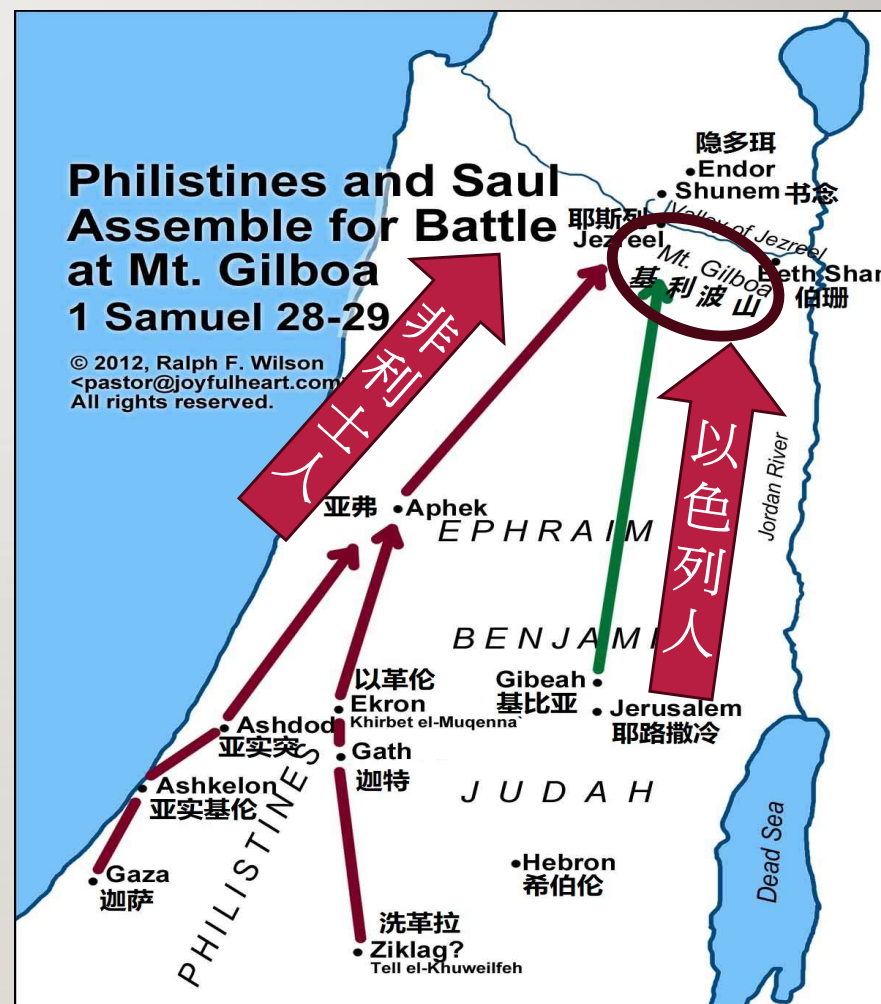 Philistines and Saul
Assemble for Battle
at Mt. Gilboa
1 Samuel 28-29
© 2012, Ralph F. Wilson
<pastor@joyfulheart.com
All rights reserved.
隐多珥
Endor
Shunem 书念
耶斯列
Jezreel
Valley of Jezreel
Mt. Gilboa
基利波山
Beth Shan
伯珊
非利士人
以色列人
Jordan River
亚弗 Aphek
EPHRAIM
BENJAMI
Gibeah
基比亚
Jerusalem
耶路撒冷
以革伦
Ekron
Khirbet el-Muqenna`
Ashdod
亚实突
Gath
迦特
Ashkelon
亚实基伦
JUDAH
Gaza
迦萨
PHILISTINES
Hebron
希伯伦
Dead Sea
洗革拉
Ziklag?
Tell el-Khuweilfeh